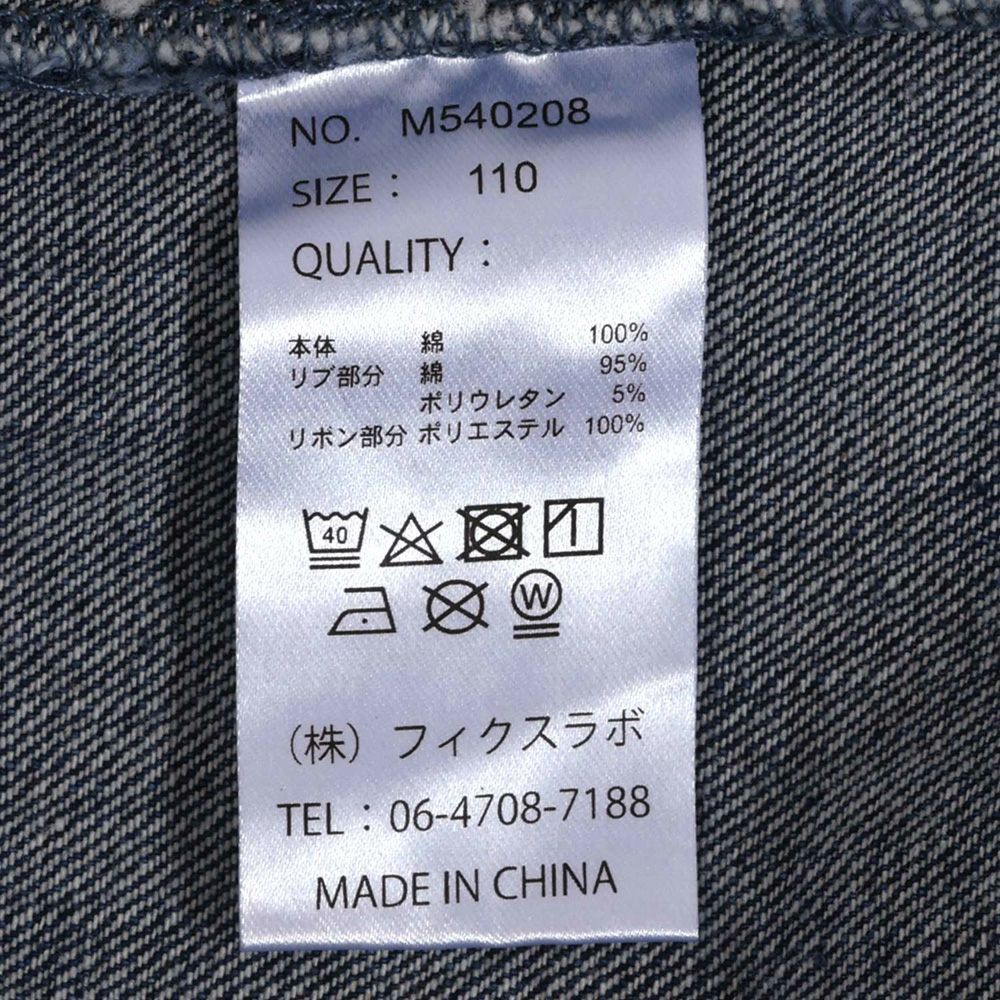 NO. M540208
SIZE： 110
QUALITY：
本体 綿 100%
リブ部分 綿 95%
ポリウレタン 5%
リボン部分 ポリエステル 100%
40
W
（株）フィクスラボ
TEL：06-4708-7188
MADE IN CHINA